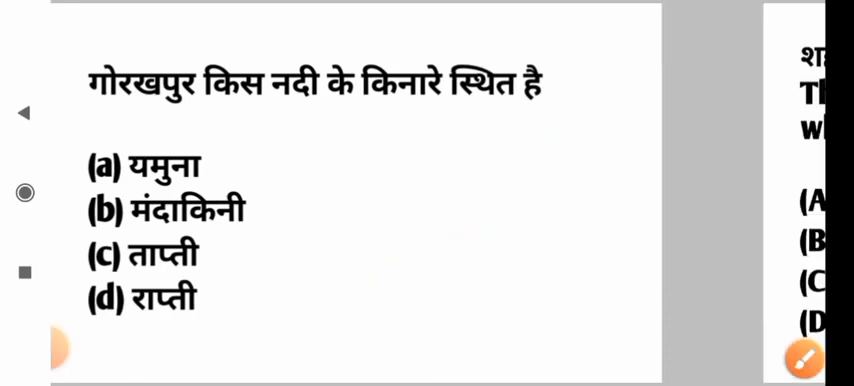 गोरखपुर किस नदी के किनारे स्थित है
(a) यमुना
(b) मंदाकिनी
(c) ताप्ती
(d) राप्ती
(A
(B
(C
(D